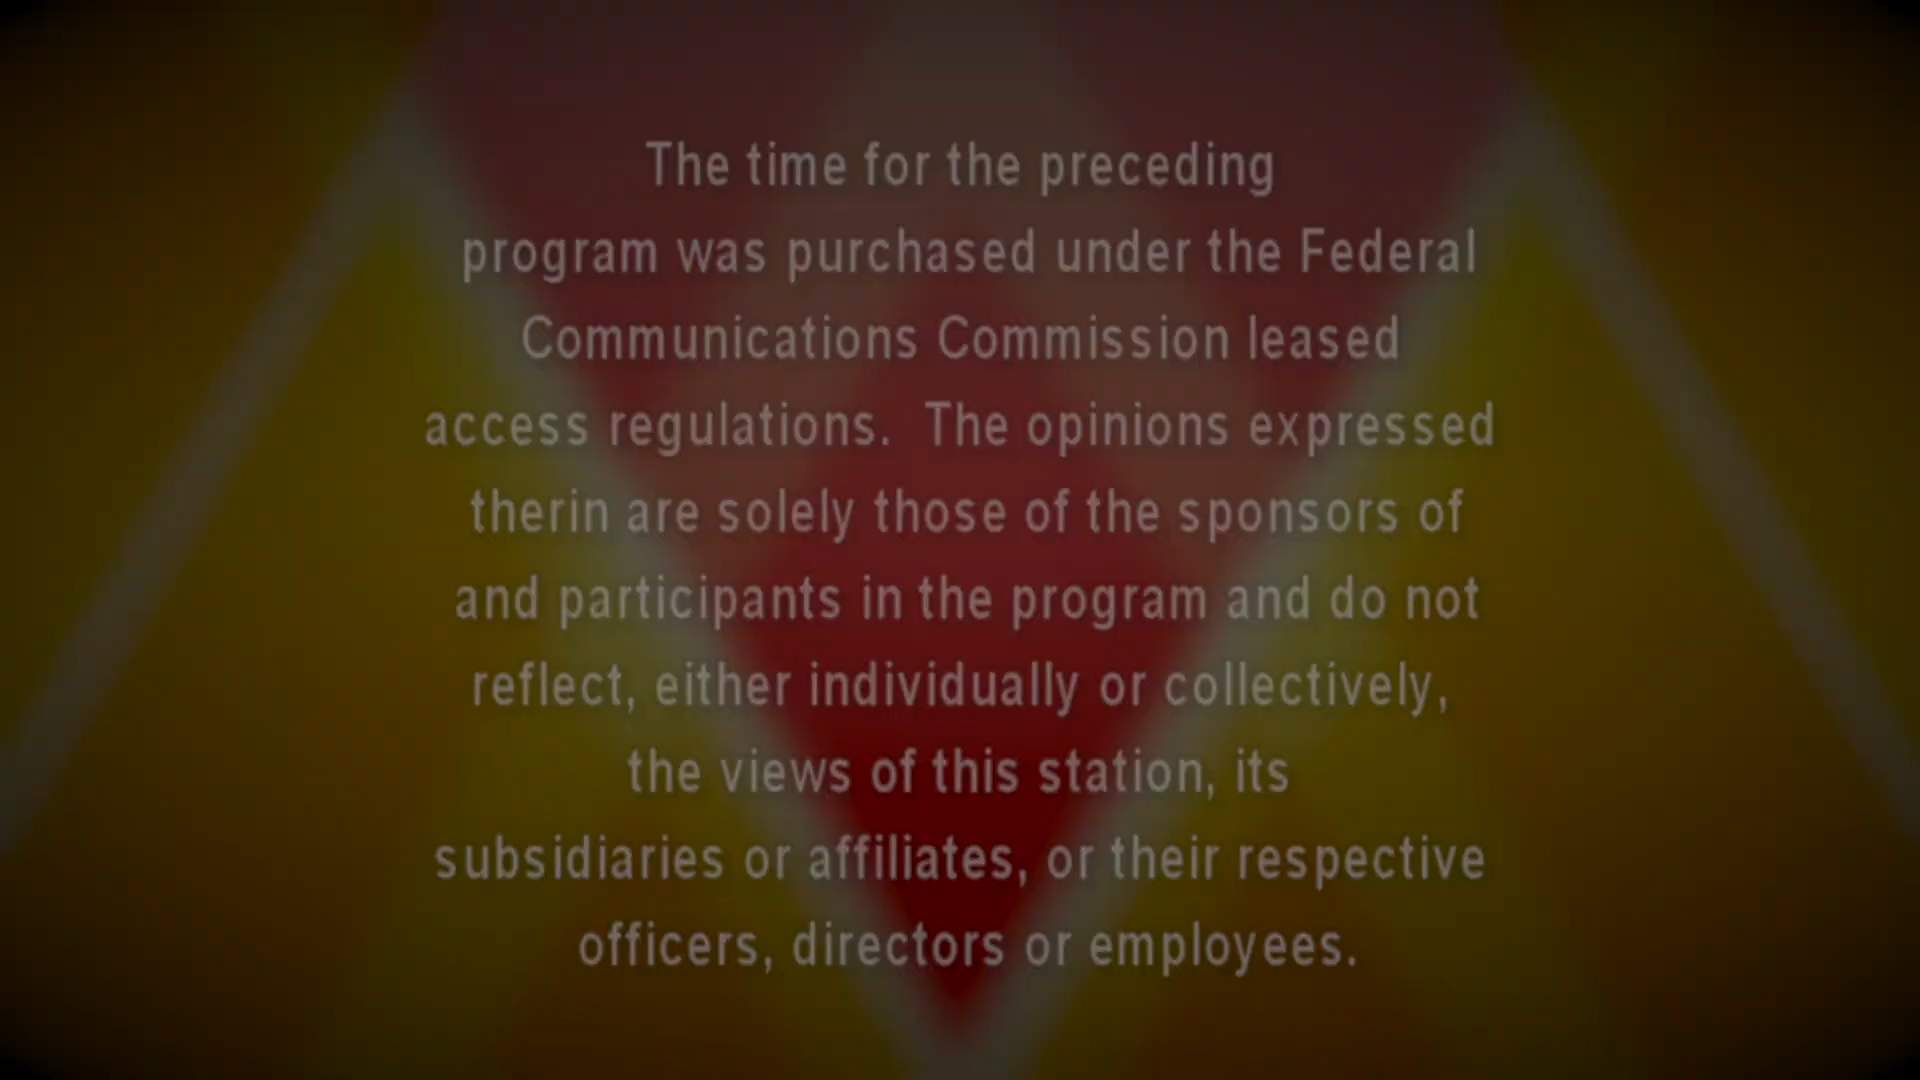 The time for the preceding
program was purchased under the Federal
Communications Commission leased
access regulations.  The opinions expressed
therin are solely those of the sponsors of
and participants in the program and do not
reflect, either individually or collectively,
the views of this station, its
subsidiaries or affiliates, or their respective
officers, directors or employees.